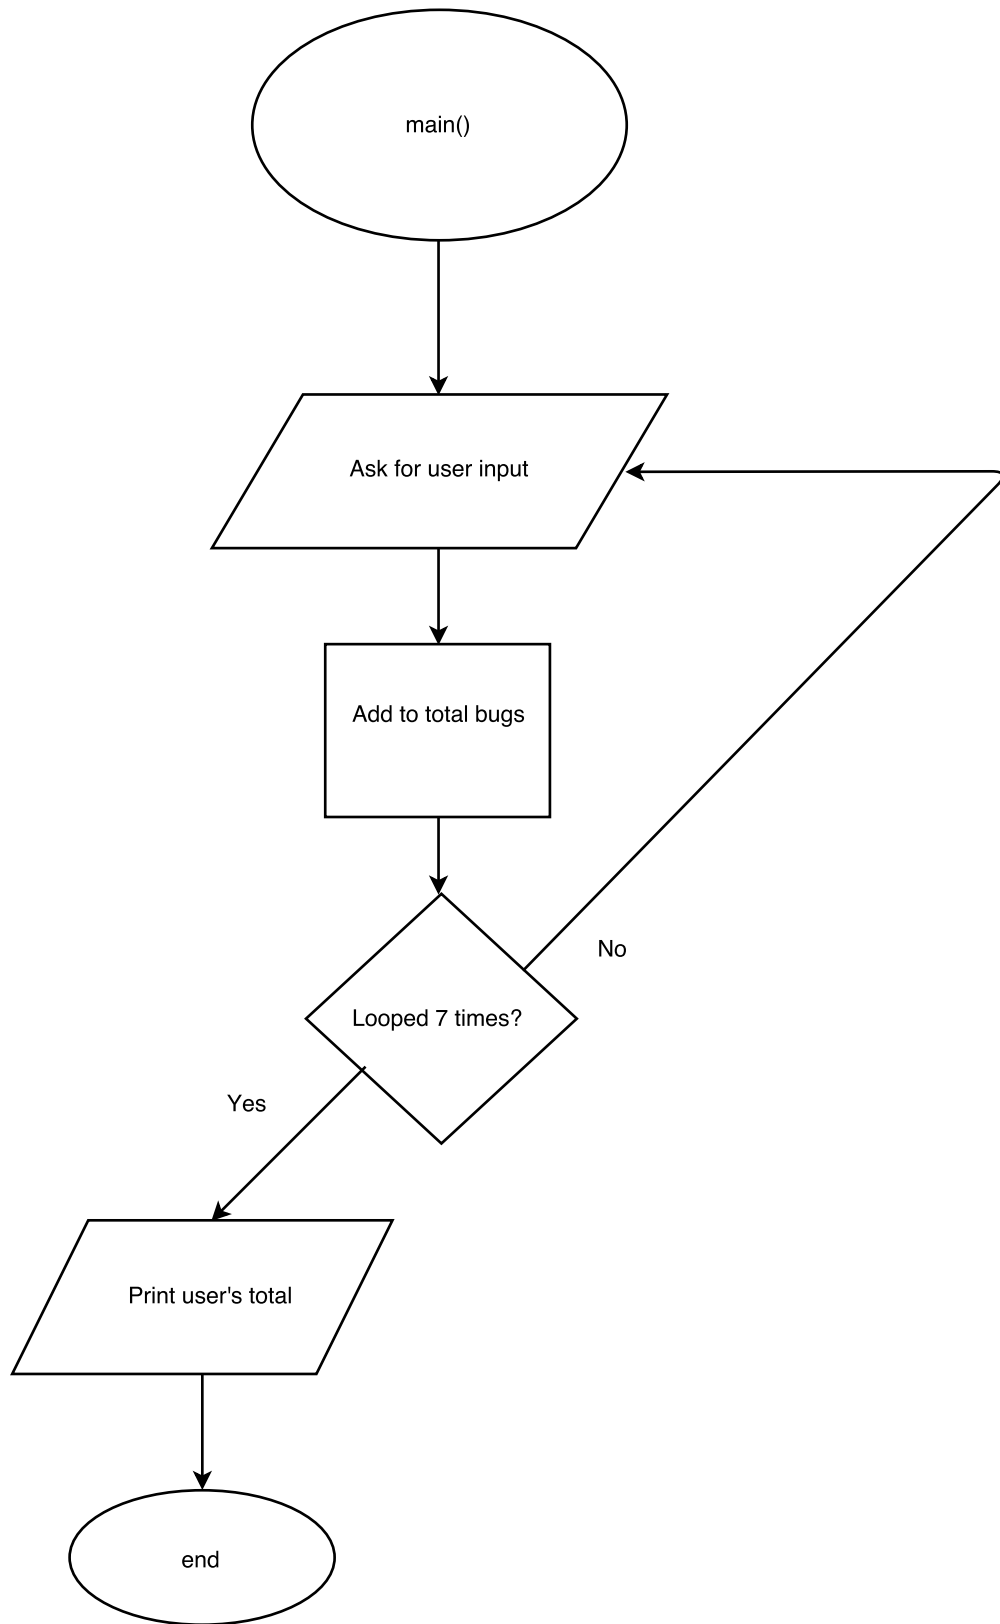 main()
Ask for user input
Add to total bugs
No
Looped 7 times?
Yes
Print user's total
end